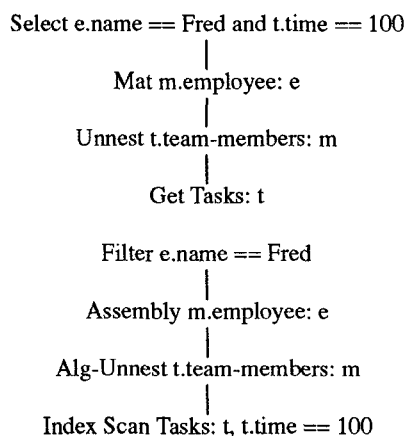 Select e.name == Fred and t.time == 100
Mat m.employee: e
Unnest t.team-members: m
Get Tasks: t
Filter e.name == Fred
Assembly m.employee: e
Alg-Unnest t.team-members: m
Index Scan Tasks: t, t.time == 100